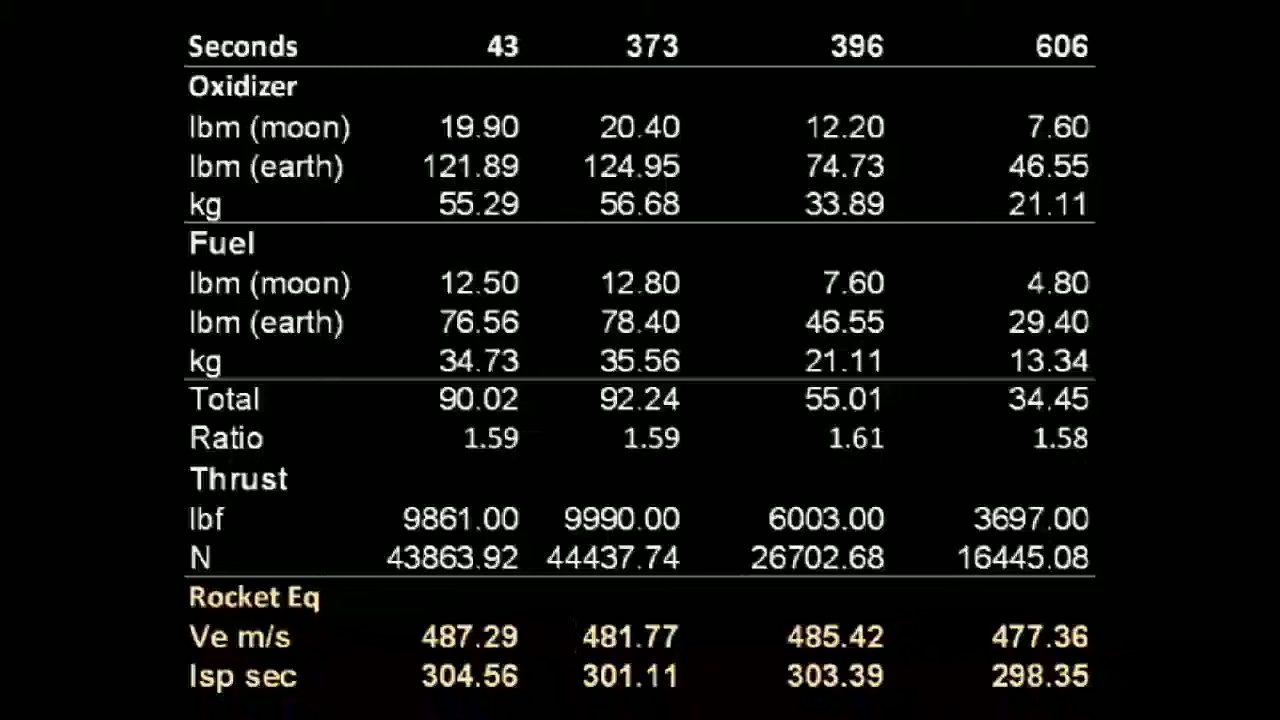 Seconds 43 373 396 606
Oxidizer
lbm (moon) 19.90 20.40 12.20 7.60
lbm (earth) 121.89 124.95 74.73 46.55
kg 55.29 56.68 33.89 21.11
Fuel
lbm (moon) 12.50 12.80 7.60 4.80
lbm (earth) 76.56 78.40 46.55 29.40
kg 34.73 35.56 21.11 13.34
Total 90.02 92.24 55.01 34.45
Ratio 1.59 1.59 1.61 1.58
Thrust
lbf 9861.00 9990.00 6003.00 3697.00
N 43863.92 44437.74 26702.68 16445.08
Rocket Eq
Ve m/s 487.29 481.77 485.42 477.36
Isp sec 304.56 301.11 303.39 298.35